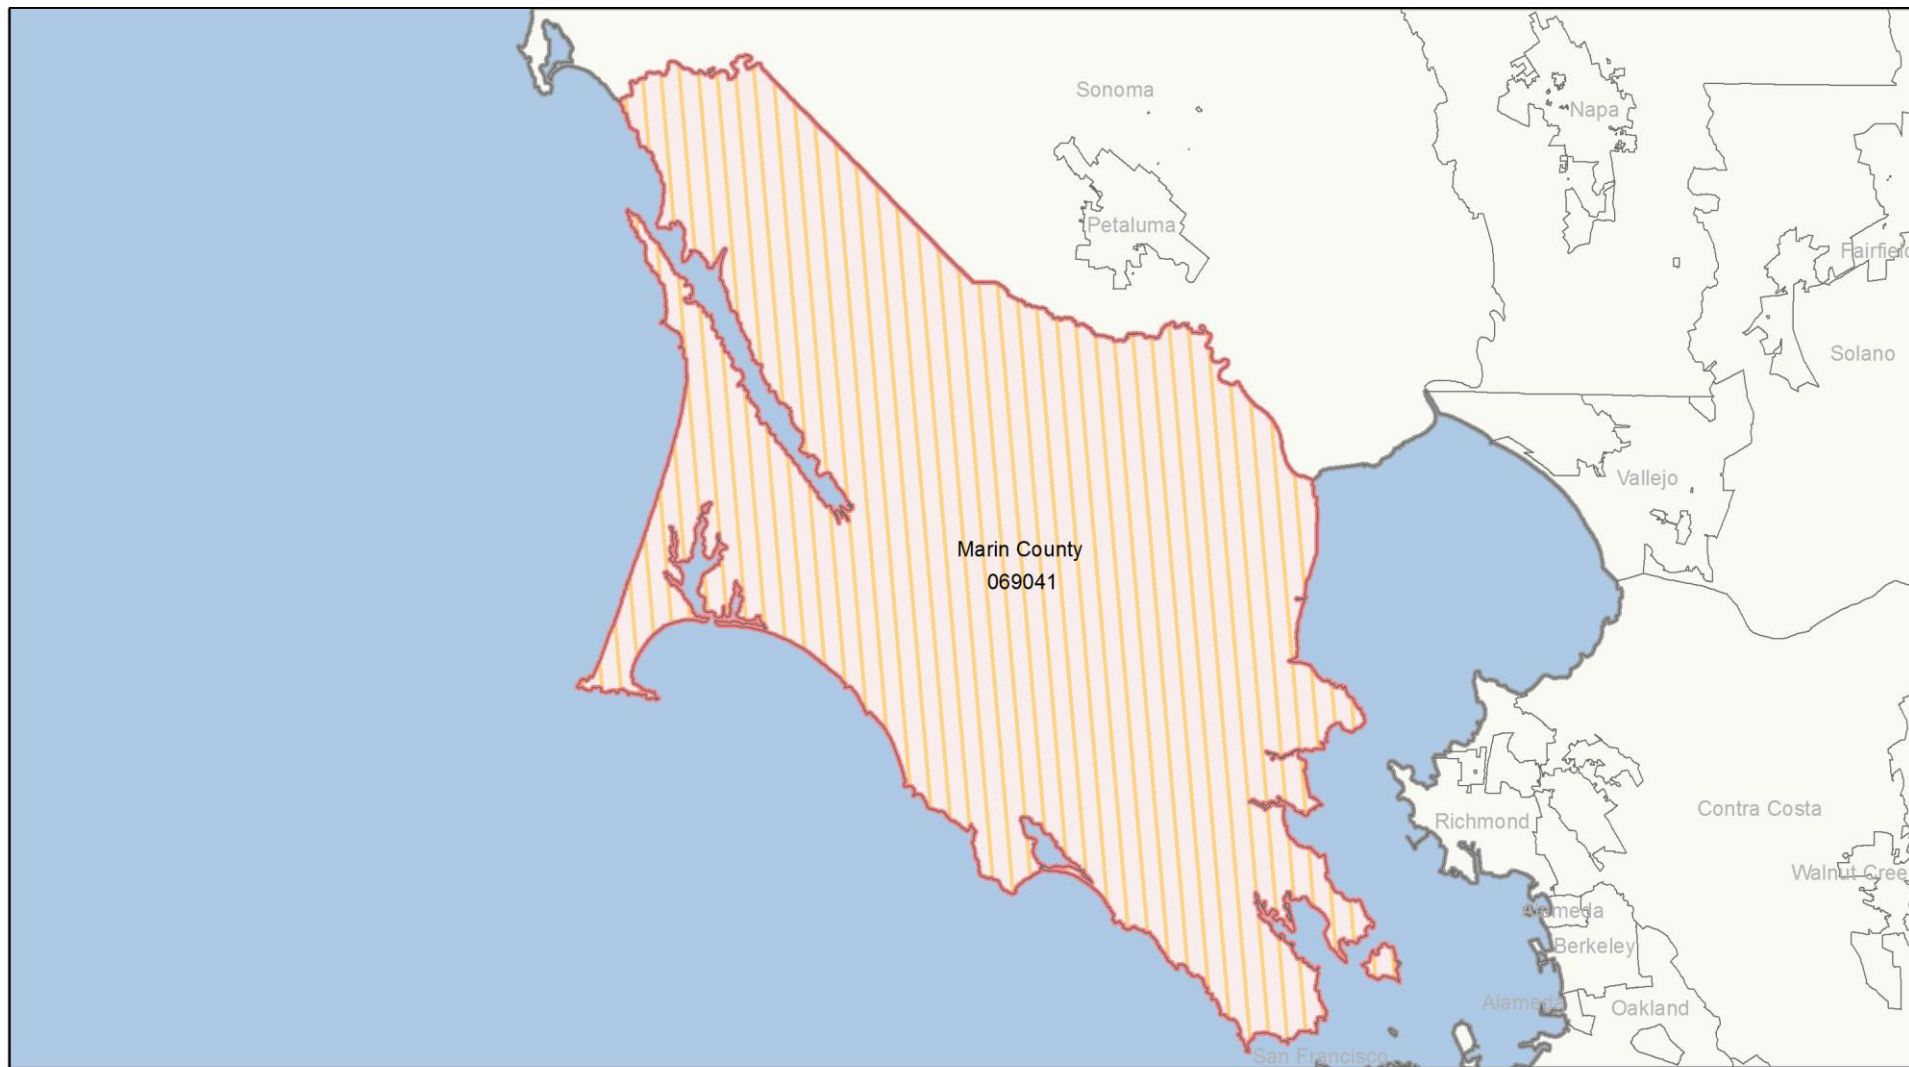 Sonoma
Napa
Petaluma
Fairfield
Solano
Vallejo
Marin County
069041
Contra Costa
Richmond
Walnut Cree
Alameda
Berkeley
Alameda
Oakland
San Francisco